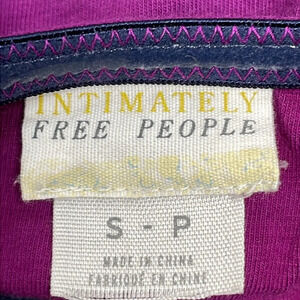 INTIMATELY
FREE PEOPLE
S - P
MADE IN CHINA
FABRIQUÉ EN CHINE